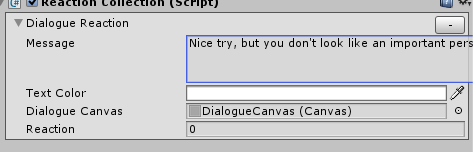 Reaction Collection (Script)
Dialogue Reaction
-
Message
Nice try, but you don't look like an important pers
Text Color
Dialogue Canvas
DialogueCanvas (Canvas)
Reaction
0